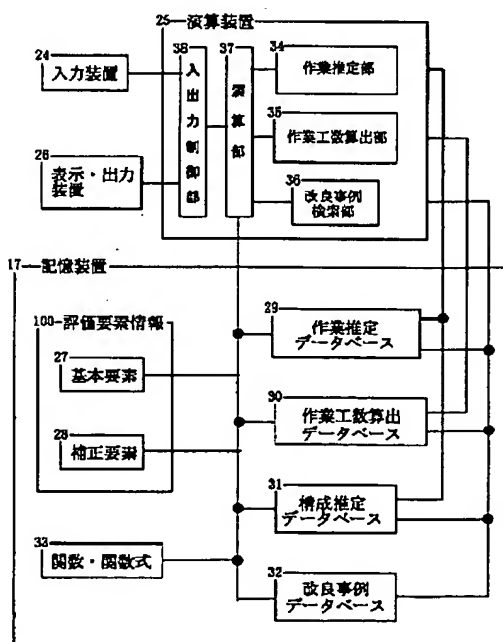 25 演算装置
24
入力装置
38
入出力制御部
37
演算部
34
作業推定部
35
作業工数算出部
26
表示・出力
装置
36
改良事例
検索部
17 記憶装置
100 評価要素情報
27
基本要素
28
補正要素
29
作業推定
データベース
30
作業工数算出
データベース
31
構成推定
データベース
33
関数・関数式
32
改良事例
データベース